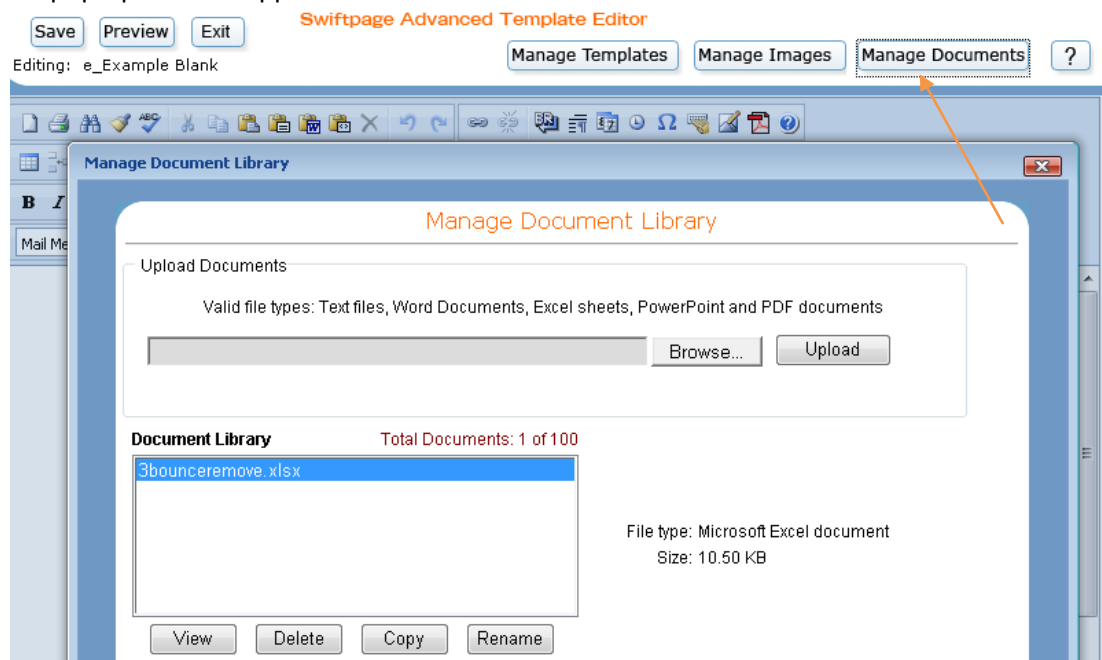 Swiftpage Advanced Template Editor
Save Preview Exit
Manage Templates Manage Images Manage Documents ?
Editing: e_Example Blank
ABC
Manage Document Library
B I
Mail Me
Manage Document Library
Upload Documents
Valid file types: Text files, Word Documents, Excel sheets, PowerPoint and PDF documents
Browse... Upload
Document Library Total Documents: 1 of 100
3bounceremove.xlsx
File type: Microsoft Excel document
Size: 10.50 KB
View Delete Copy Rename